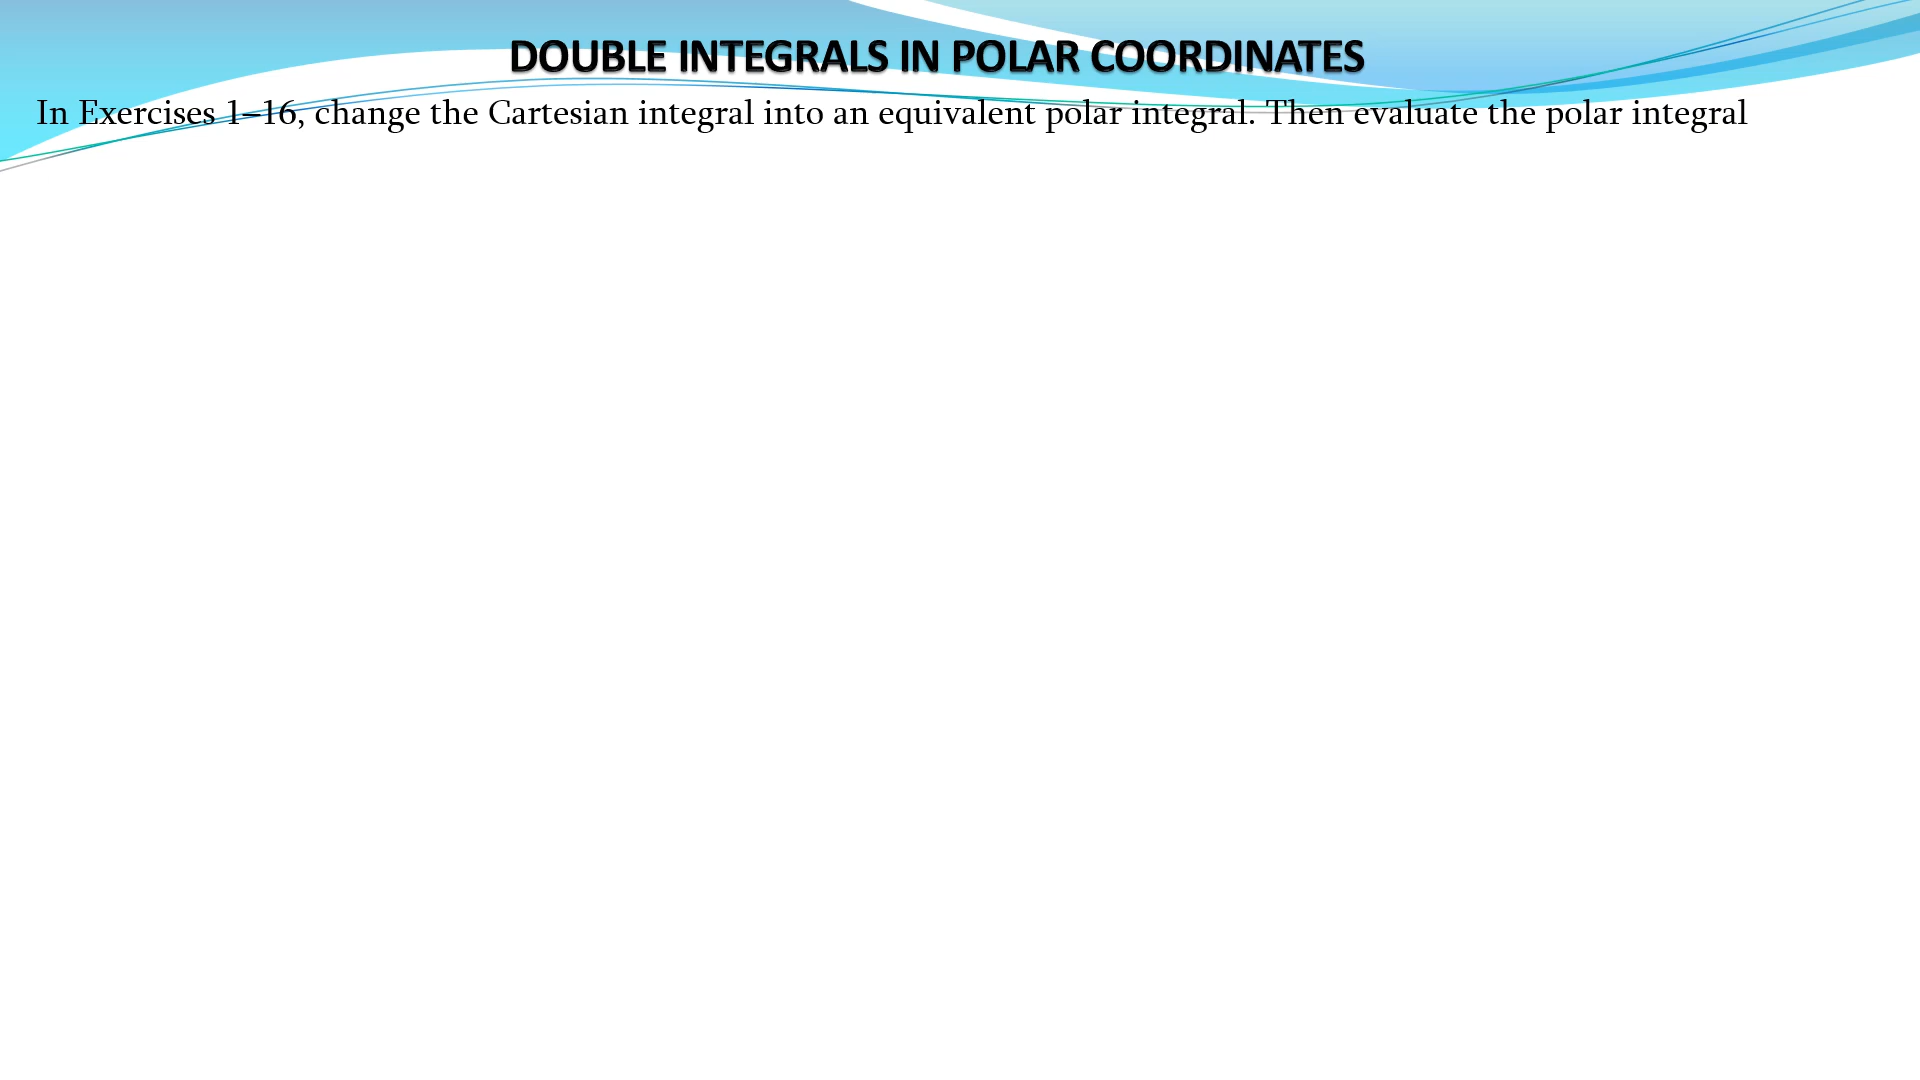 DOUBLE INTEGRALS IN POLAR COORDINATES
In Exercises 1–16, change the Cartesian integral into an equivalent polar integral. Then evaluate the polar integral